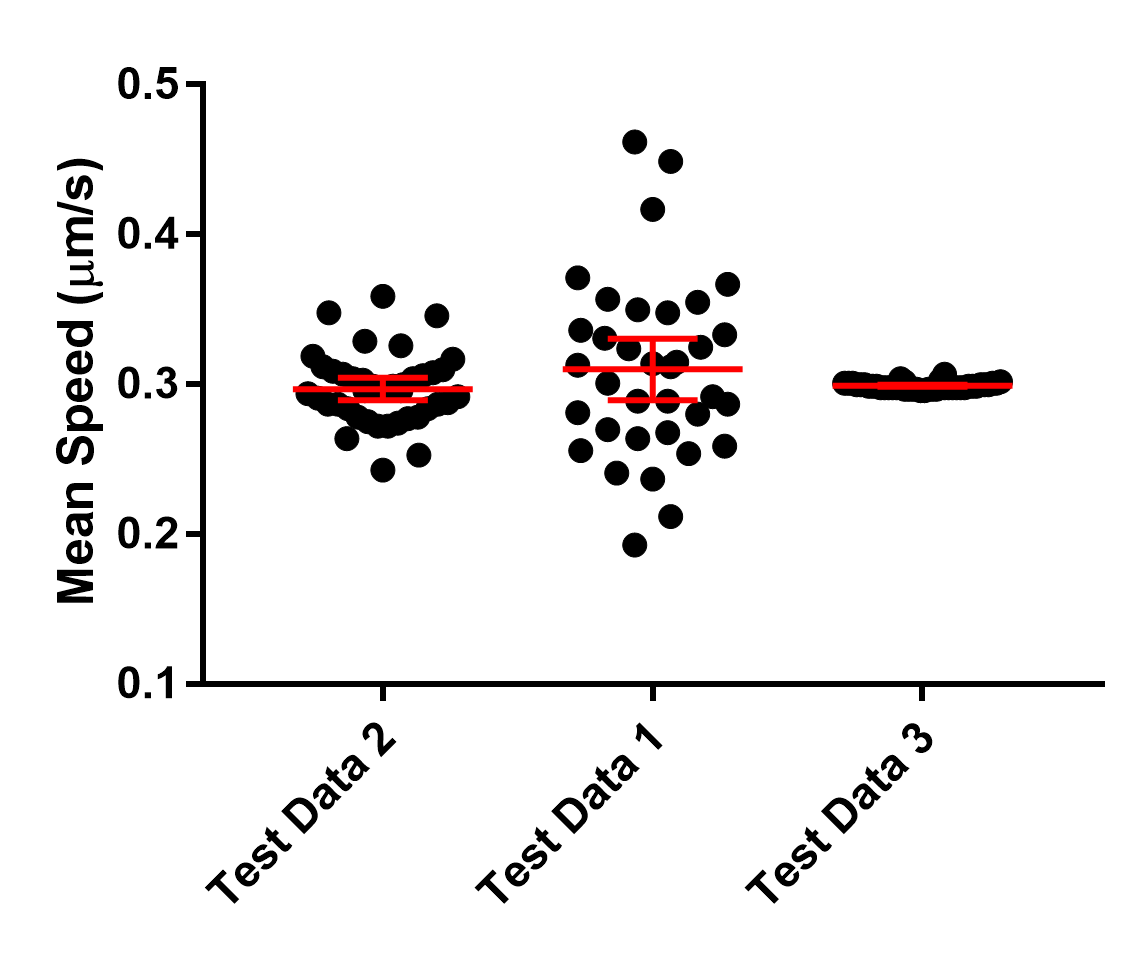 0.5
0.4
0.3
0.2
0.1
Mean Speed (μm/s)
Test Data 2
Test Data 1
Test Data 3